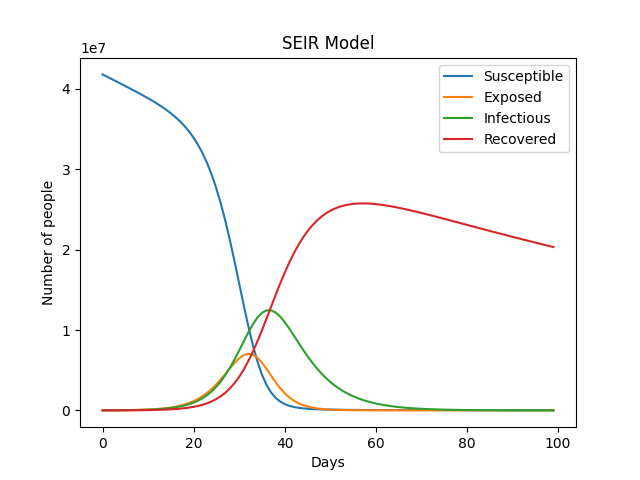 SEIR Model
1e7
Susceptible
Exposed
Infectious
Recovered
4
3
2
1
0
Number of people
0 20 40 60 80 100
Days